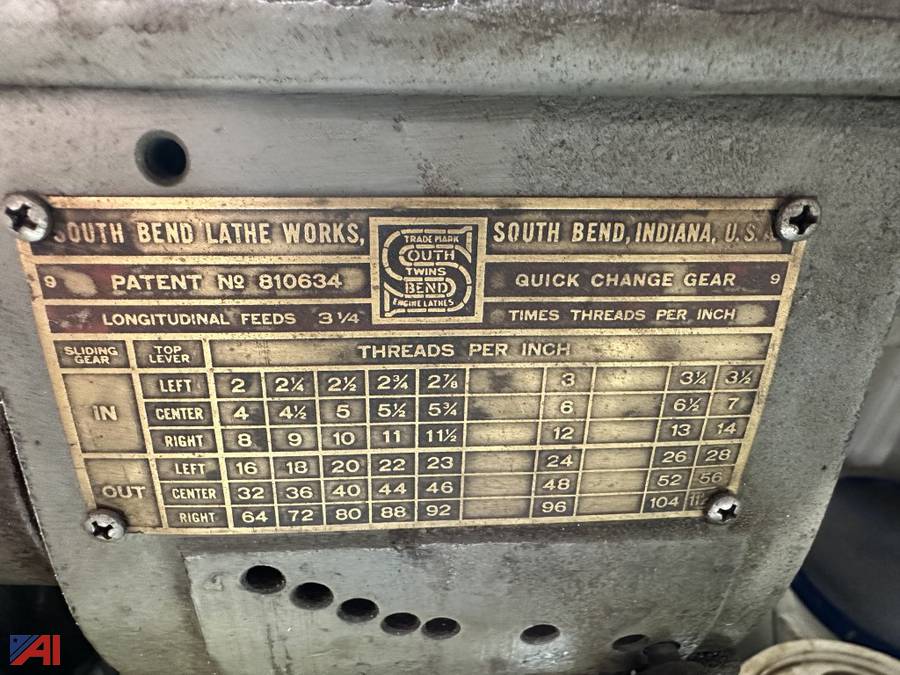 SOUTH BEND LATHE WORKS, SOUTH BEND, INDIANA, U.S.A.
TRADE MARK
SOUTH
TWINS
BEND
ENGINE LATHES
9 PATENT Nº 810634 QUICK CHANGE GEAR 9
LONGITUDINAL FEEDS 3 1/4 TIMES THREADS PER INCH
SLIDING GEAR TOP LEVER THREADS PER INCH
IN LEFT 2 2¼ 2½ 2¾ 2⅞ 3 3¼ 3½
CENTER 4 4½ 5 5½ 5¾ 6 6½ 7
RIGHT 8 9 10 11 11½ 12 13 14
OUT LEFT 16 18 20 22 23 24 26 28
CENTER 32 36 40 44 46 48 52 56
RIGHT 64 72 80 88 92 96 104
AI